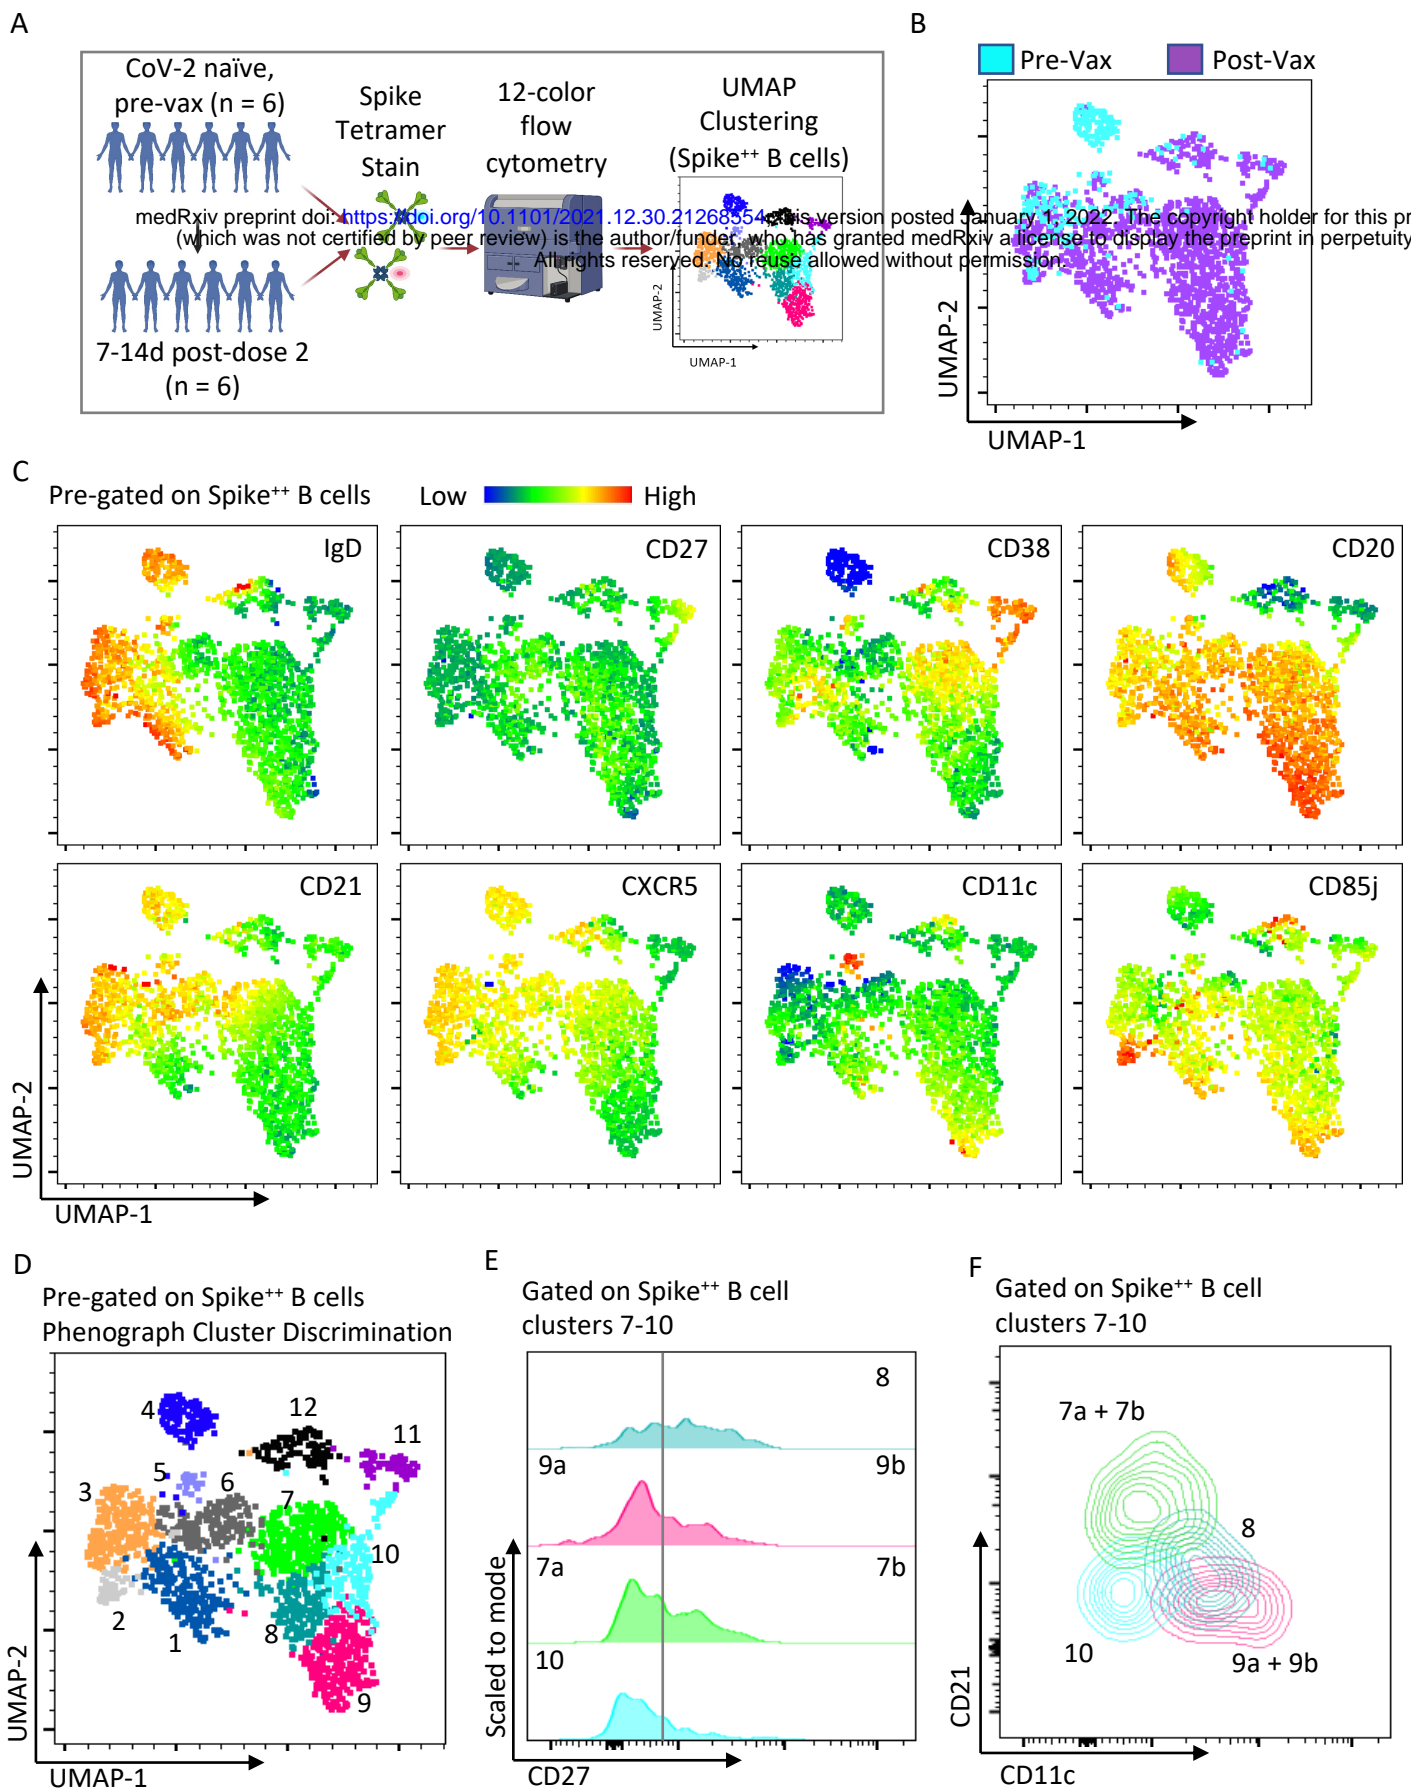 A
CoV-2 naïve,
pre-vax (n = 6)
7-14d post-dose 2
(n = 6)
Spike
Tetramer
Stain
12-color
flow
cytometry
UMAP
Clustering
(Spike⁺⁺ B cells)
UMAP-2
UMAP-1
medRxiv preprint doi: https://doi.org/10.1101/2021.12.30.21268554; this version posted January 1, 2022. The copyright holder for this pr
(which was not certified by peer review) is the author/funder, who has granted medRxiv a license to display the preprint in perpetuity
All rights reserved. No reuse allowed without permission.
B
Pre-Vax
Post-Vax
UMAP-2
UMAP-1
C
Pre-gated on Spike⁺⁺ B cells
Low
High
IgD
CD27
CD38
CD20
CD21
CXCR5
CD11c
CD85j
UMAP-2
UMAP-1
D
Pre-gated on Spike⁺⁺ B cells
Phenograph Cluster Discrimination
4
12
11
5
3
6
7
10
2
1
8
9
UMAP-2
UMAP-1
E
Gated on Spike⁺⁺ B cell
clusters 7-10
8
9a
9b
7a
7b
10
Scaled to mode
CD27
F
Gated on Spike⁺⁺ B cell
clusters 7-10
7a + 7b
8
10
9a + 9b
CD21
CD11c